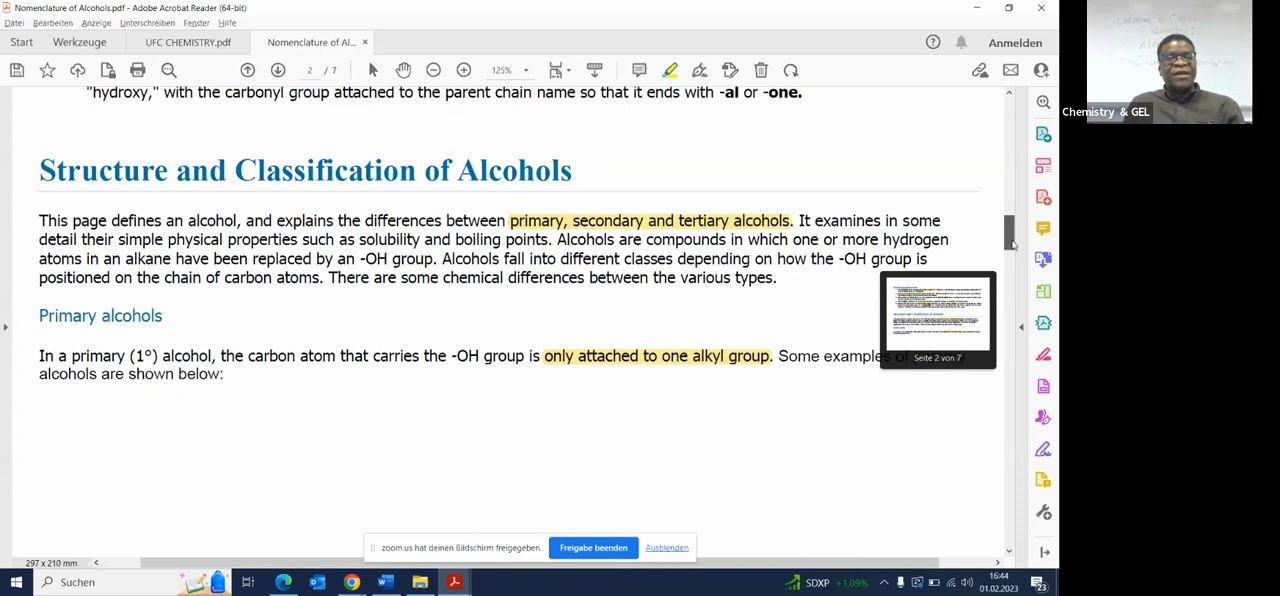 Nomenclature of Alcohols.pdf - Adobe Acrobat Reader (64-bit)
Datei Bearbeiten Anzeige Unterschreiben Fenster Hilfe
Start Werkzeuge UFC CHEMISTRY.pdf Nomenclature of Al... × Anmelden
2 / 7 125%
"hydroxy," with the carbonyl group attached to the parent chain name so that it ends with -al or -one.
Chemistry & GEL
Structure and Classification of Alcohols
This page defines an alcohol, and explains the differences between primary, secondary and tertiary alcohols. It examines in some
detail their simple physical properties such as solubility and boiling points. Alcohols are compounds in which one or more hydrogen
atoms in an alkane have been replaced by an -OH group. Alcohols fall into different classes depending on how the -OH group is
positioned on the chain of carbon atoms. There are some chemical differences between the various types.
Primary alcohols
In a primary (1°) alcohol, the carbon atom that carries the -OH group is only attached to one alkyl group. Some examples
alcohols are shown below:
Seite 2 von 7
zoom.us hat deinen Bildschirm freigegeben. Freigabe beenden Ausblenden
297 x 210 mm
Suchen SDXP +1,09% 16:44
01.02.2023
23